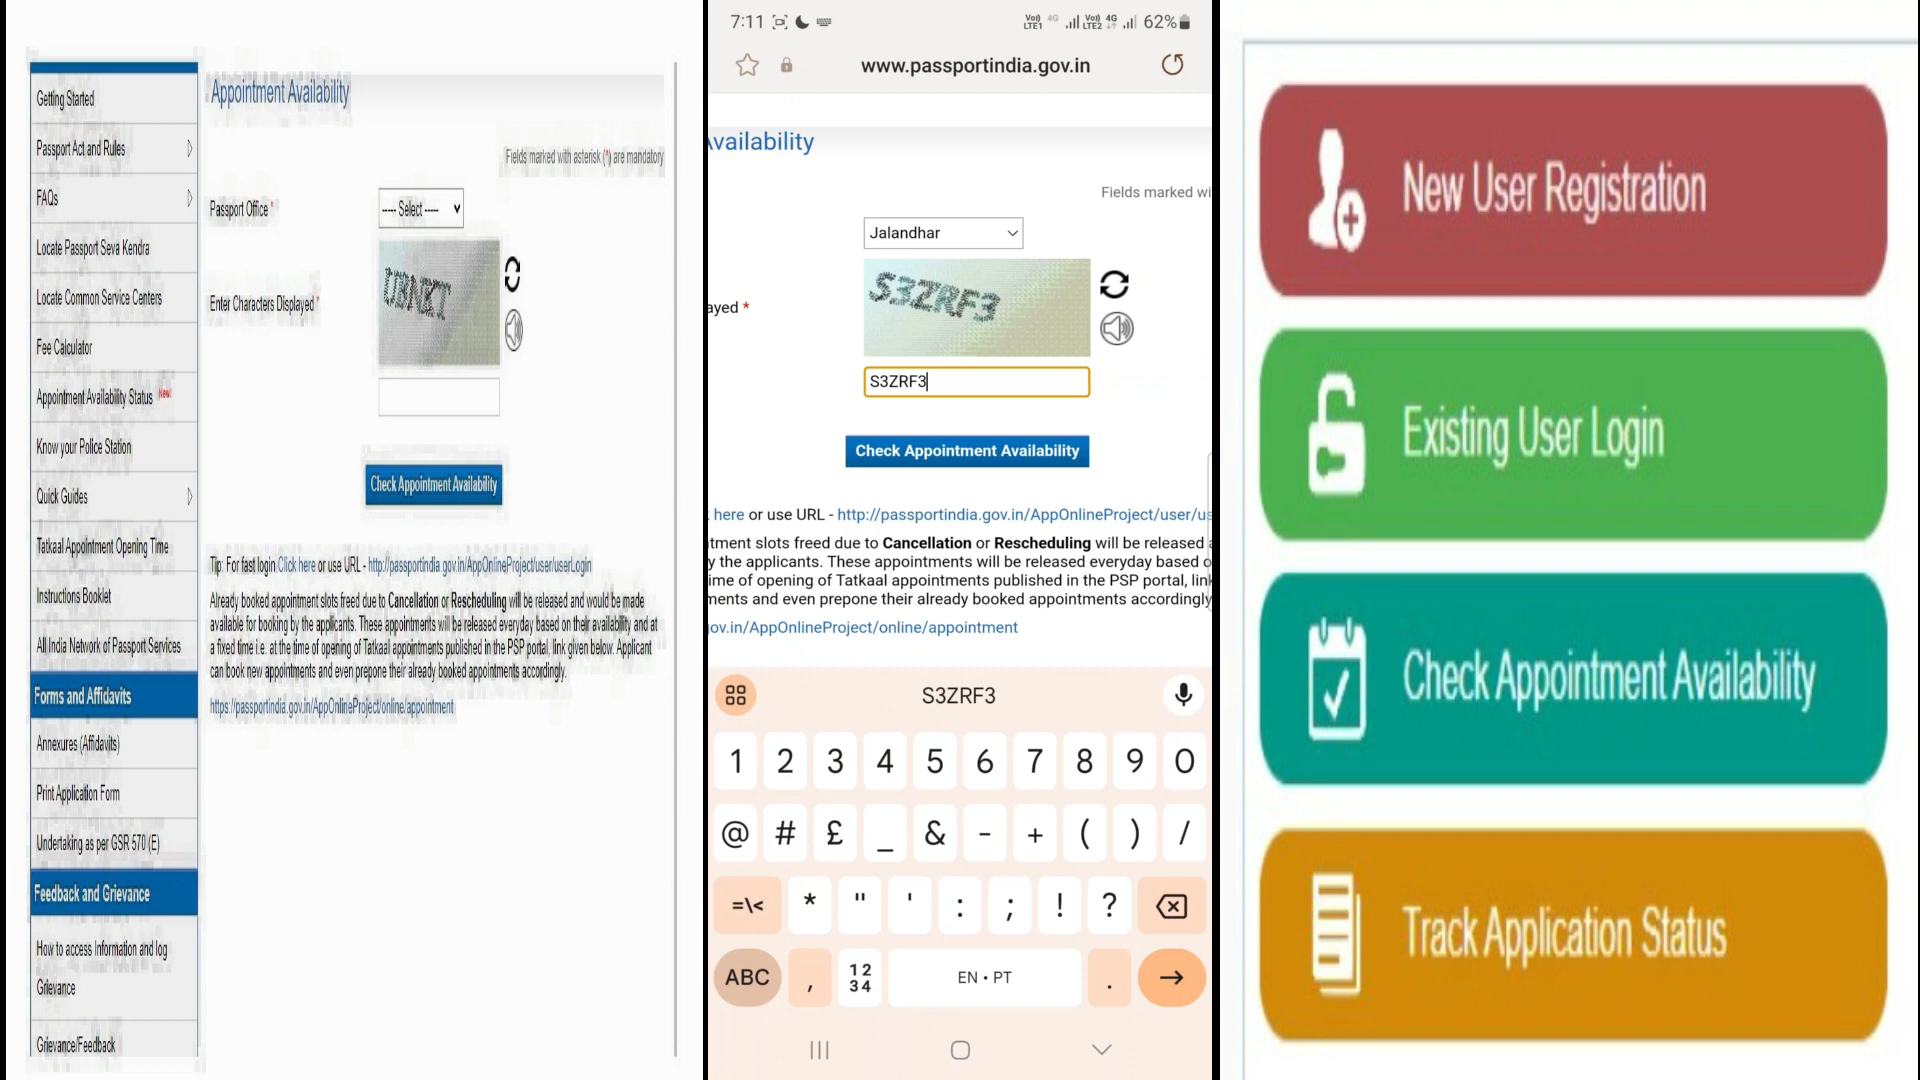 Getting Started
Passport Act and Rules
FAQs
Locate Passport Seva Kendra
Locate Common Service Centers
Fee Calculator
Appointment Availability Status New!
Know your Police Station
Quick Guides
Tatkaal Appointment Opening Time
Instructions Booklet
All India Network of Passport Services
Forms and Affidavits
Annexures (Affidavits)
Print Application Form
Undertaking as per GSR 570 (E)
Feedback and Grievance
How to access Information and log
Grievance
Grievance/Feedback
Appointment Availability
Fields marked with asterisk (*) are mandatory
Passport Office *
---- Select ----
Enter Characters Displayed *
Check Appointment Availability
Tip: For fast login Click here or use URL - http://passportindia.gov.in/AppOnlineProject/user/userLogin
Already booked appointment slots freed due to Cancellation or Rescheduling will be released and would be made
available for booking by the applicants. These appointments will be released everyday based on their availability and at
a fixed time i.e. at the time of opening of Tatkaal appointments published in the PSP portal, link given below. Applicant
can book new appointments and even prepone their already booked appointments accordingly.
https://passportindia.gov.in/AppOnlineProject/online/appointment
7:11 Vo)) LTE1 4G Vo)) LTE2 4G 62%
www.passportindia.gov.in
Availability
Fields marked wi
Jalandhar
S3ZRF3
ayed *
S3ZRF3
Check Appointment Availability
here or use URL - http://passportindia.gov.in/AppOnlineProject/user/us
tment slots freed due to Cancellation or Rescheduling will be released a
y the applicants. These appointments will be released everyday based o
ime of opening of Tatkaal appointments published in the PSP portal, link
ments and even prepone their already booked appointments accordingly
gov.in/AppOnlineProject/online/appointment
S3ZRF3
1 2 3 4 5 6 7 8 9 0
@ # £ _ & - + ( ) /
=\< * " ' : ; ! ?
ABC , 12 34 EN • PT .
New User Registration
Existing User Login
Check Appointment Availability
Track Application Status